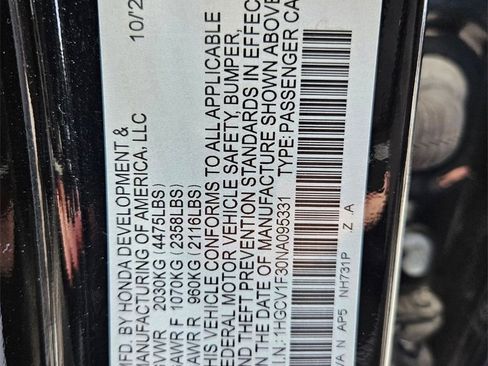 MFD. BY HONDA DEVELOPMENT & 10/2
MANUFACTURING OF AMERICA, LLC
GVWR 2030KG (4475LBS)
GAWR F 1070KG (2358LBS)
GAWR R 960KG (2116LBS)
THIS VEHICLE CONFORMS TO ALL APPLICABLE
FEDERAL MOTOR VEHICLE SAFETY, BUMPER,
AND THEFT PREVENTION STANDARDS IN EFFECT
ON THE DATE OF MANUFACTURE SHOWN ABOVE
V.I.N.: 1HGCV1F30NA095331 TYPE: PASSENGER CA
VA N AP5 NH731P Z A